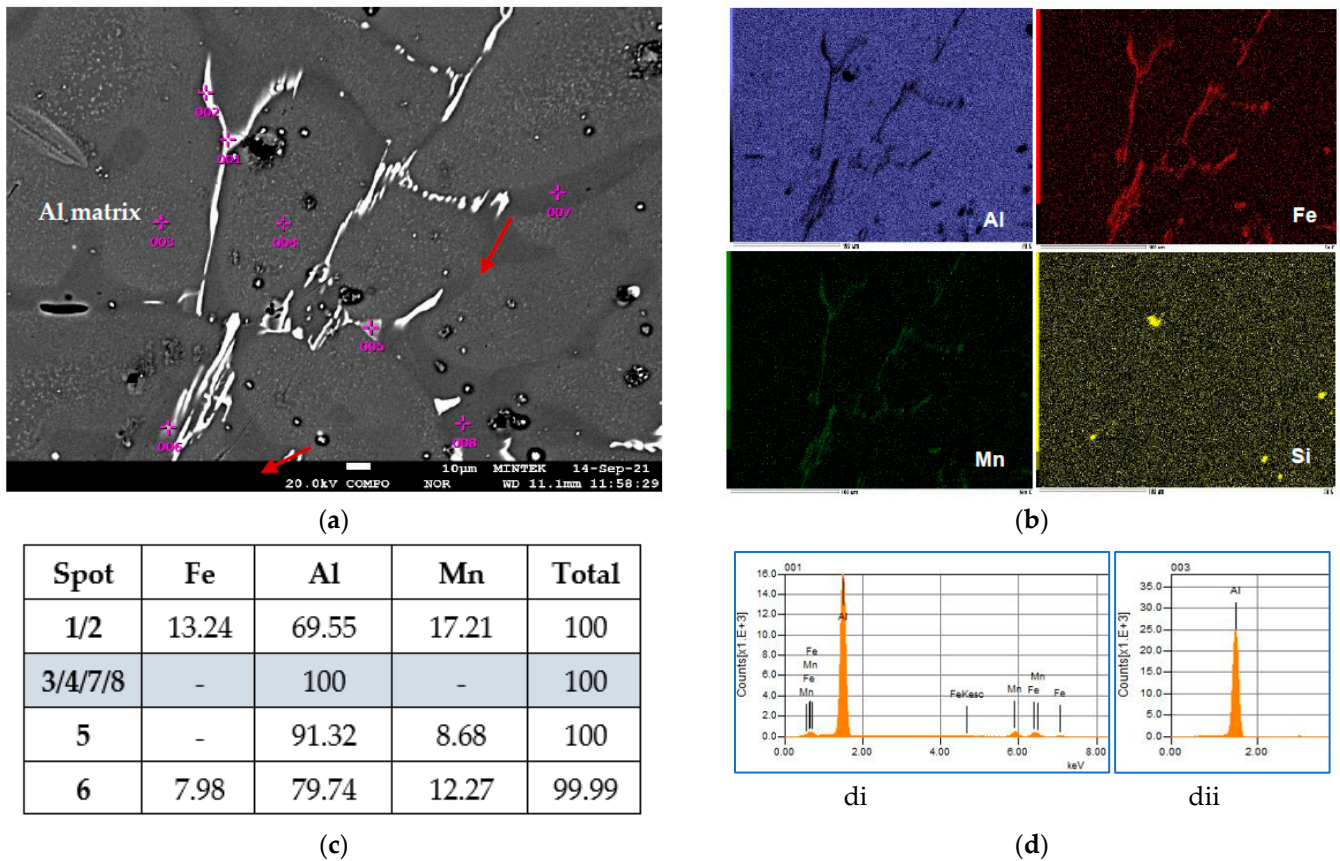 002
001
Al matrix
003
004
007
005
006
008
10μm MINTEK 14-Sep-21
20.0kV COMPO NOR WD 11.1mm 11:58:29
(a)
Al
Fe
Mn
Si
(b)
Spot Fe Al Mn Total
1/2 13.24 69.55 17.21 100
3/4/7/8 - 100 - 100
5 - 91.32 8.68 100
6 7.98 79.74 12.27 99.99
(c)
001
Counts[x1.E+3]
16.0
14.0
12.0
10.0
8.0
6.0
4.0
2.0
0.0
Al
Fe
Mn
Fe
Mn
FeKesc
Mn
Mn
Fe
Fe
0.00 2.00 4.00 6.00 8.00
keV
di
003
Counts[x1.E+3]
35.0
30.0
25.0
20.0
15.0
10.0
5.0
0.0
Al
0.00 2.00
dii
(d)